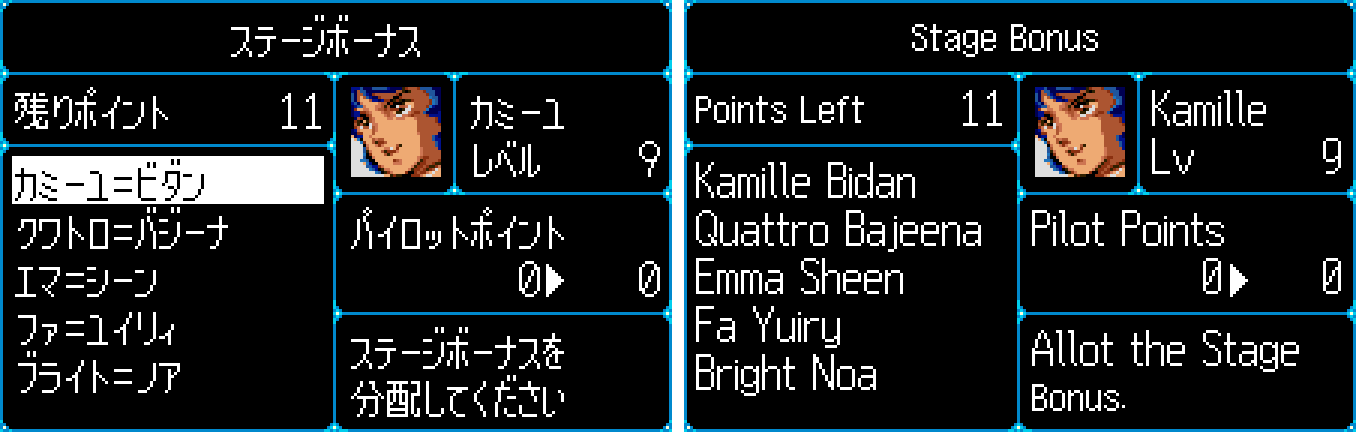 ステージボーナス
残りポイント 11
カミーユ
レベル 9
カミーユ=ビダン
クワトロ=バジーナ
エマ=シーン
ファ=ユイリィ
ブライト=ノア
パイロットポイント
0▶ 0
ステージボーナスを
分配してください
Stage Bonus
Points Left 11
Kamille
Lv 9
Kamille Bidan
Quattro Bajeena
Emma Sheen
Fa Yuiry
Bright Noa
Pilot Points
0▶ 0
Allot the Stage
Bonus.